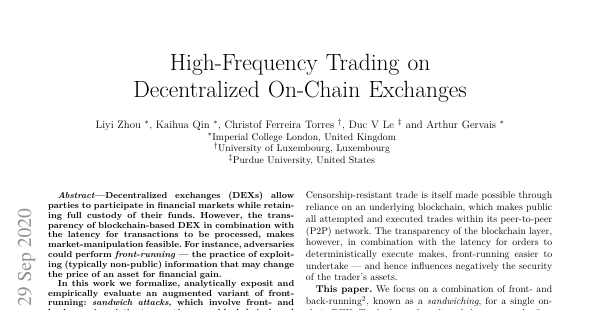 High-Frequency Trading on
Decentralized On-Chain Exchanges
Liyi Zhou *, Kaihua Qin *, Christof Ferreira Torres †, Duc V Le ‡ and Arthur Gervais *
*Imperial College London, United Kingdom
†University of Luxembourg, Luxembourg
‡Purdue University, United States
29 Sep 2020
Abstract—Decentralized exchanges (DEXs) allow
parties to participate in financial markets while retain-
ing full custody of their funds. However, the trans-
parency of blockchain-based DEX in combination with
the latency for transactions to be processed, makes
market-manipulation feasible. For instance, adversaries
could perform front-running — the practice of exploit-
ing (typically non-public) information that may change
the price of an asset for financial gain.
In this work we formalize, analytically exposit and
empirically evaluate an augmented variant of front-
running: sandwich attacks, which involve front- and
Censorship-resistant trade is itself made possible through
reliance on an underlying blockchain, which makes public
all attempted and executed trades within its peer-to-peer
(P2P) network. The transparency of the blockchain layer,
however, in combination with the latency for orders to
deterministically execute makes, front-running easier to
undertake — and hence influences negatively the security
of the trader's assets.
This paper. We focus on a combination of front- and
back-running², known as a sandwiching, for a single on-